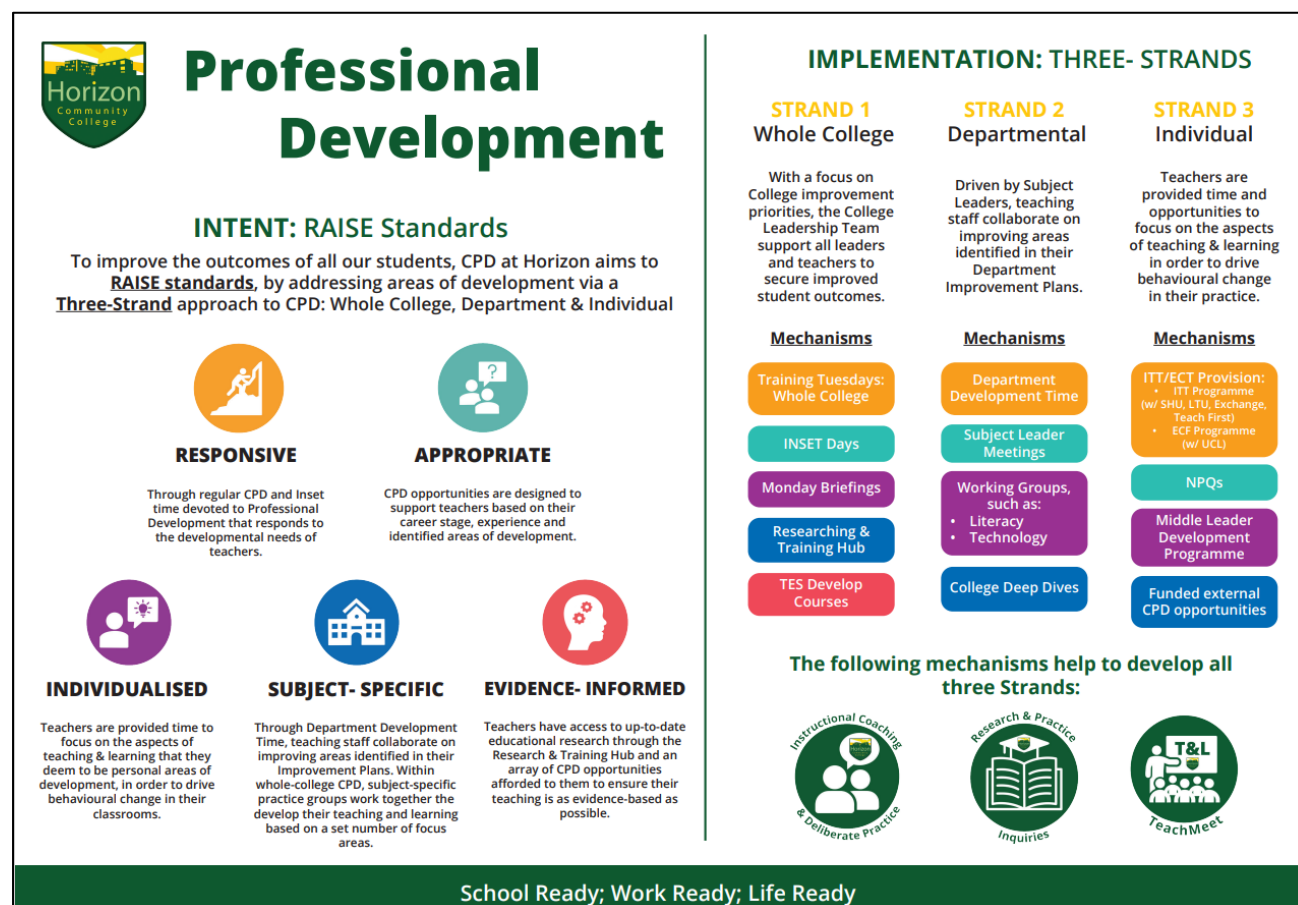 Horizon
Community
College
Professional
Development
INTENT: RAISE Standards
To improve the outcomes of all our students, CPD at Horizon aims to
RAISE standards, by addressing areas of development via a
Three-Strand approach to CPD: Whole College, Department & Individual
RESPONSIVE
Through regular CPD and Inset
time devoted to Professional
Development that responds to
the developmental needs of
teachers.
?
APPROPRIATE
CPD opportunities are designed to
support teachers based on their
career stage, experience and
identified areas of development.
INDIVIDUALISED
Teachers are provided time to
focus on the aspects of
teaching & learning that they
deem to be personal areas of
development, in order to drive
behavioural change in their
classrooms.
SUBJECT- SPECIFIC
Through Department Development
Time, teaching staff collaborate on
improving areas identified in their
Improvement Plans. Within
whole-college CPD, subject-specific
practice groups work together the
develop their teaching and learning
based on a set number of focus
areas.
EVIDENCE- INFORMED
Teachers have access to up-to-date
educational research through the
Research & Training Hub and an
array of CPD opportunities
afforded to them to ensure their
teaching is as evidence-based as
possible.
IMPLEMENTATION: THREE- STRANDS
STRAND 1
Whole College
With a focus on
College improvement
priorities, the College
Leadership Team
support all leaders
and teachers to
secure improved
student outcomes.
Mechanisms
Training Tuesdays:
Whole College
INSET Days
Monday Briefings
Researching &
Training Hub
TES Develop
Courses
STRAND 2
Departmental
Driven by Subject
Leaders, teaching
staff collaborate on
improving areas
identified in their
Department
Improvement Plans.
Mechanisms
Department
Development Time
Subject Leader
Meetings
Working Groups,
such as:
• Literacy
• Technology
College Deep Dives
STRAND 3
Individual
Teachers are
provided time and
opportunities to
focus on the aspects
of teaching & learning
in order to drive
behavioural change
in their practice.
Mechanisms
ITT/ECT Provision:
• ITT Programme
(w/ SHU, LTU, Exchange,
Teach First)
• ECF Programme
(w/ UCL)
NPQs
Middle Leader
Development
Programme
Funded external
CPD opportunities
The following mechanisms help to develop all
three Strands:
Instructional Coaching
& Deliberate Practice
Research & Practice
Inquiries
T&L
TeachMeet
School Ready; Work Ready; Life Ready